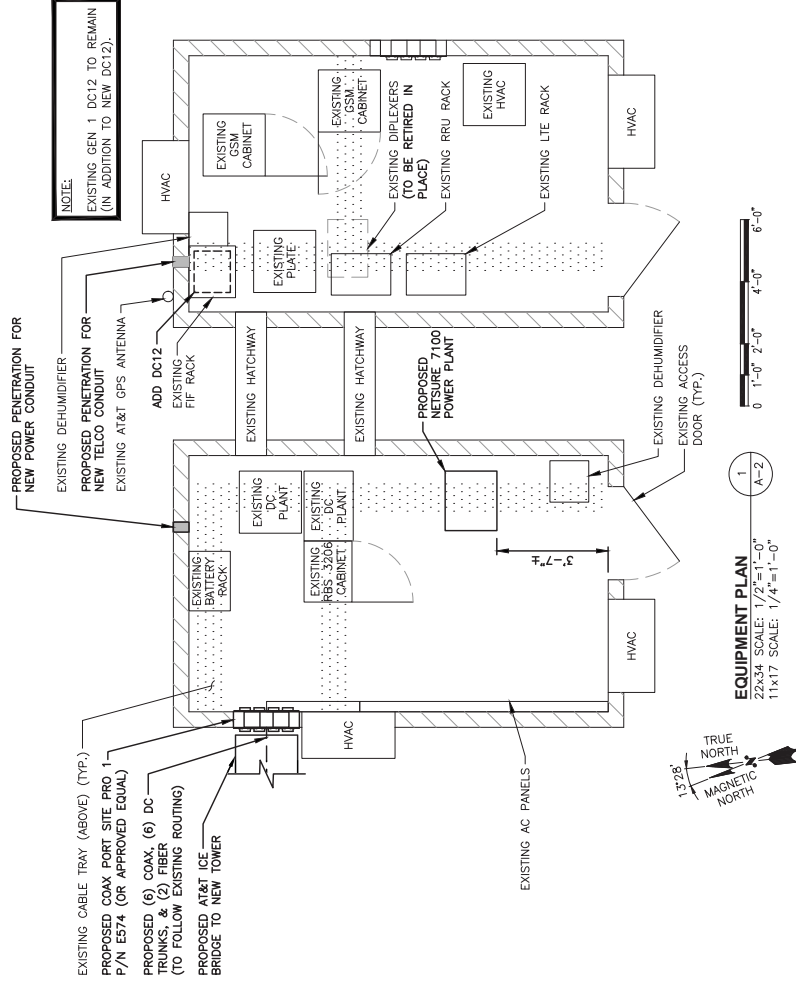 NOTE:
EXISTING GEN 1 DC12 TO REMAIN
(IN ADDITION TO NEW DC12).
PROPOSED PENETRATION FOR
NEW POWER CONDUIT
EXISTING DEHUMIDIFIER
PROPOSED PENETRATION FOR
NEW TELCO CONDUIT
EXISTING AT&T GPS ANTENNA
ADD DC12
EXISTING
FIF RACK
HVAC
EXISTING
GSM
CABINET
EXISTING
GSM
CABINET
EXISTING
PLATE
EXISTING DIPLEXERS
(TO BE RETIRED IN
PLACE)
EXISTING RRU RACK
EXISTING
HVAC
EXISTING LTE RACK
HVAC
EXISTING HATCHWAY
EXISTING HATCHWAY
PROPOSED
NETSURE 7100
POWER PLANT
EXISTING DEHUMIDIFIER
EXISTING ACCESS
DOOR (TYP.)
EXISTING
DC
PLANT
EXISTING
DC
PLANT
EXISTING
BATTERY
RACK
EXISTING
RBS 3206
CABINET
3'-7"±
HVAC
HVAC
EXISTING CABLE TRAY (ABOVE) (TYP.)
PROPOSED COAX PORT SITE PRO 1
P/N E574 (OR APPROVED EQUAL)
PROPOSED (6) COAX, (6) DC
TRUNKS, & (2) FIBER
(TO FOLLOW EXISTING ROUTING)
PROPOSED AT&T ICE
BRIDGE TO NEW TOWER
EXISTING AC PANELS
TRUE
NORTH
13°28'
MAGNETIC
NORTH
N
EQUIPMENT PLAN
22x34 SCALE: 1/2"=1'-0"
11x17 SCALE: 1/4"=1'-0"
1
A-2
0 1'-0" 2'-0" 4'-0" 6'-0"